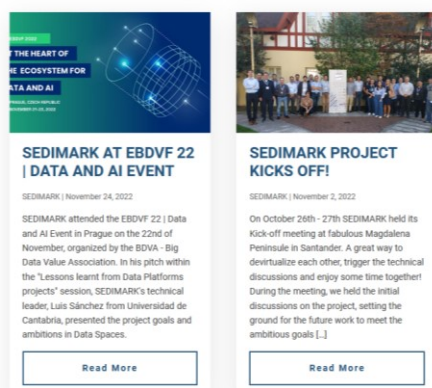 T THE HEART OF
HE ECOSYSTEM FOR
ATA AND AI
SEDIMARK AT EBDVF 22
| DATA AND AI EVENT
SEDIMARK | November 24, 2022
SEDIMARK attended the EBDVF 22 | Data
and AI Event in Prague on the 22nd of
November, organized by the BDVA - Big
Data Value Association. In his pitch within
the "Lessons learnt from Data Platforms
projects" session, SEDIMARK's technical
leader, Luis Sánchez from Universidad de
Cantabria, presented the project goals and
ambitions in Data Spaces.
Read More
SEDIMARK PROJECT
KICKS OFF!
SEDIMARK | November 2, 2022
On October 26th - 27th SEDIMARK held its
Kick-off meeting at fabulous Magdalena
Peninsule in Santander. A great way to
devirtualize each other, trigger the technical
discussions and enjoy some time together!
During the meeting, we held the initial
discussions on the project, setting the
ground for the future work to meet the
ambitious goals [...]
Read More